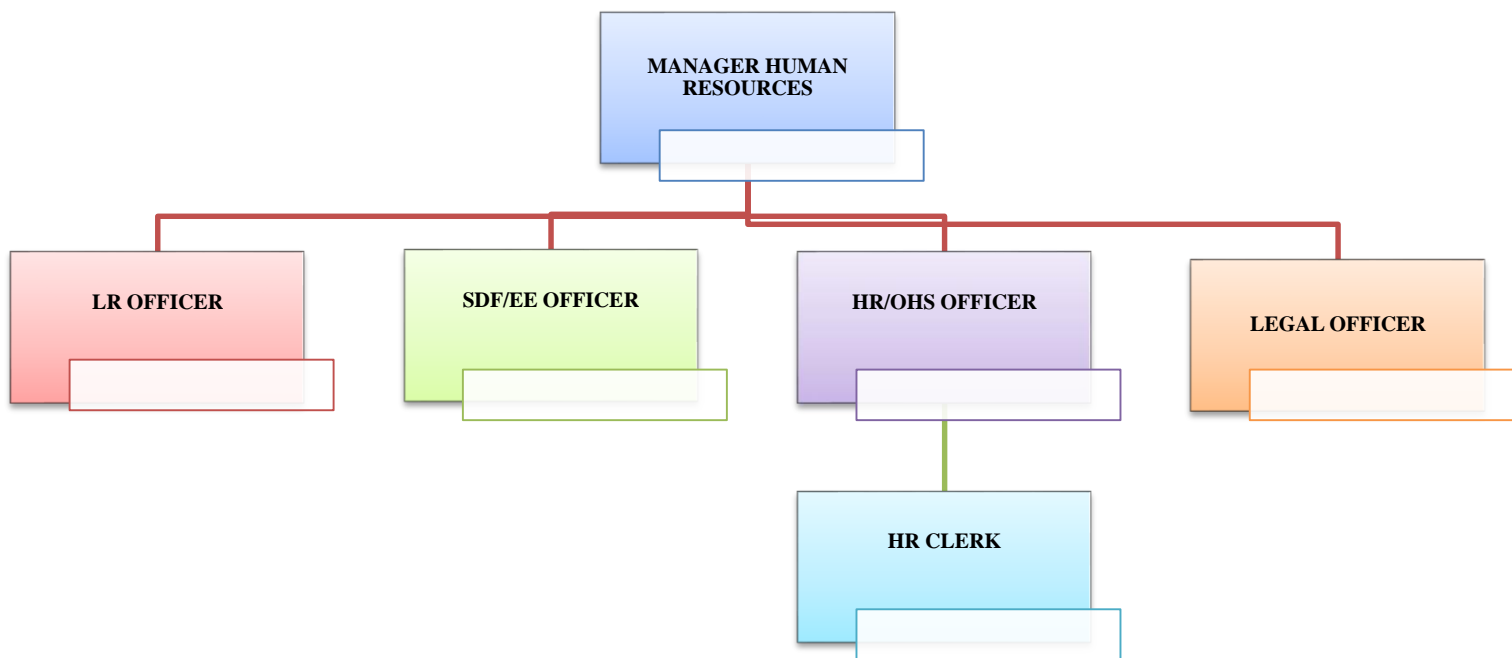 MANAGER HUMAN
RESOURCES
LR OFFICER
SDF/EE OFFICER
HR/OHS OFFICER
LEGAL OFFICER
HR CLERK